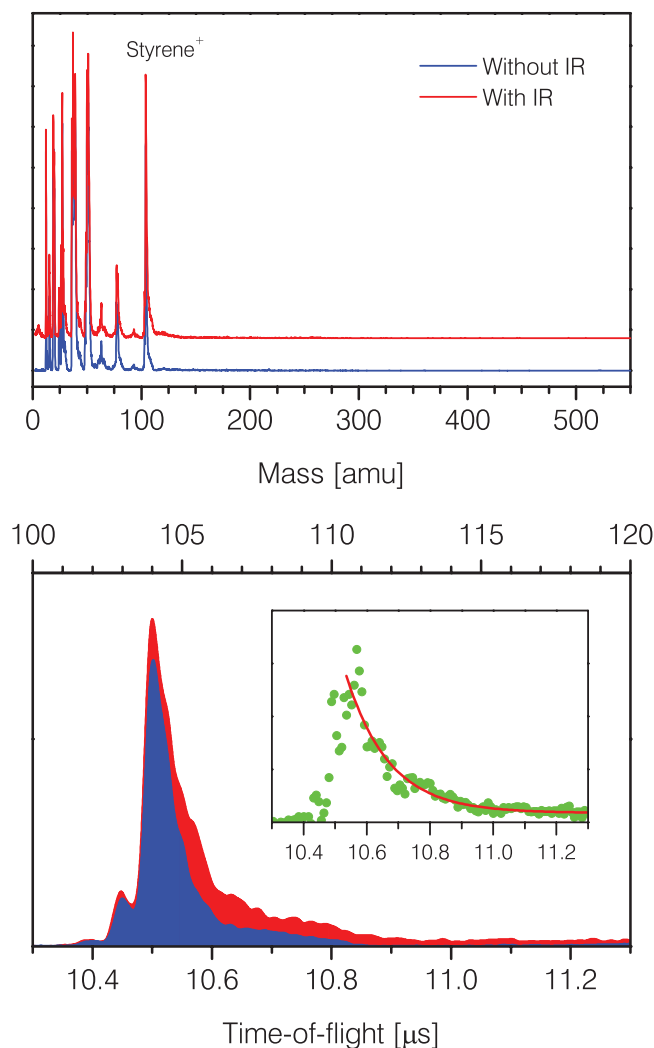 Styrene+
Without IR
With IR
0 100 200 300 400 500
Mass [amu]
100 105 110 115 120
10.4 10.6 10.8 11.0 11.2
10.4 10.6 10.8 11.0 11.2
Time-of-flight [μs]